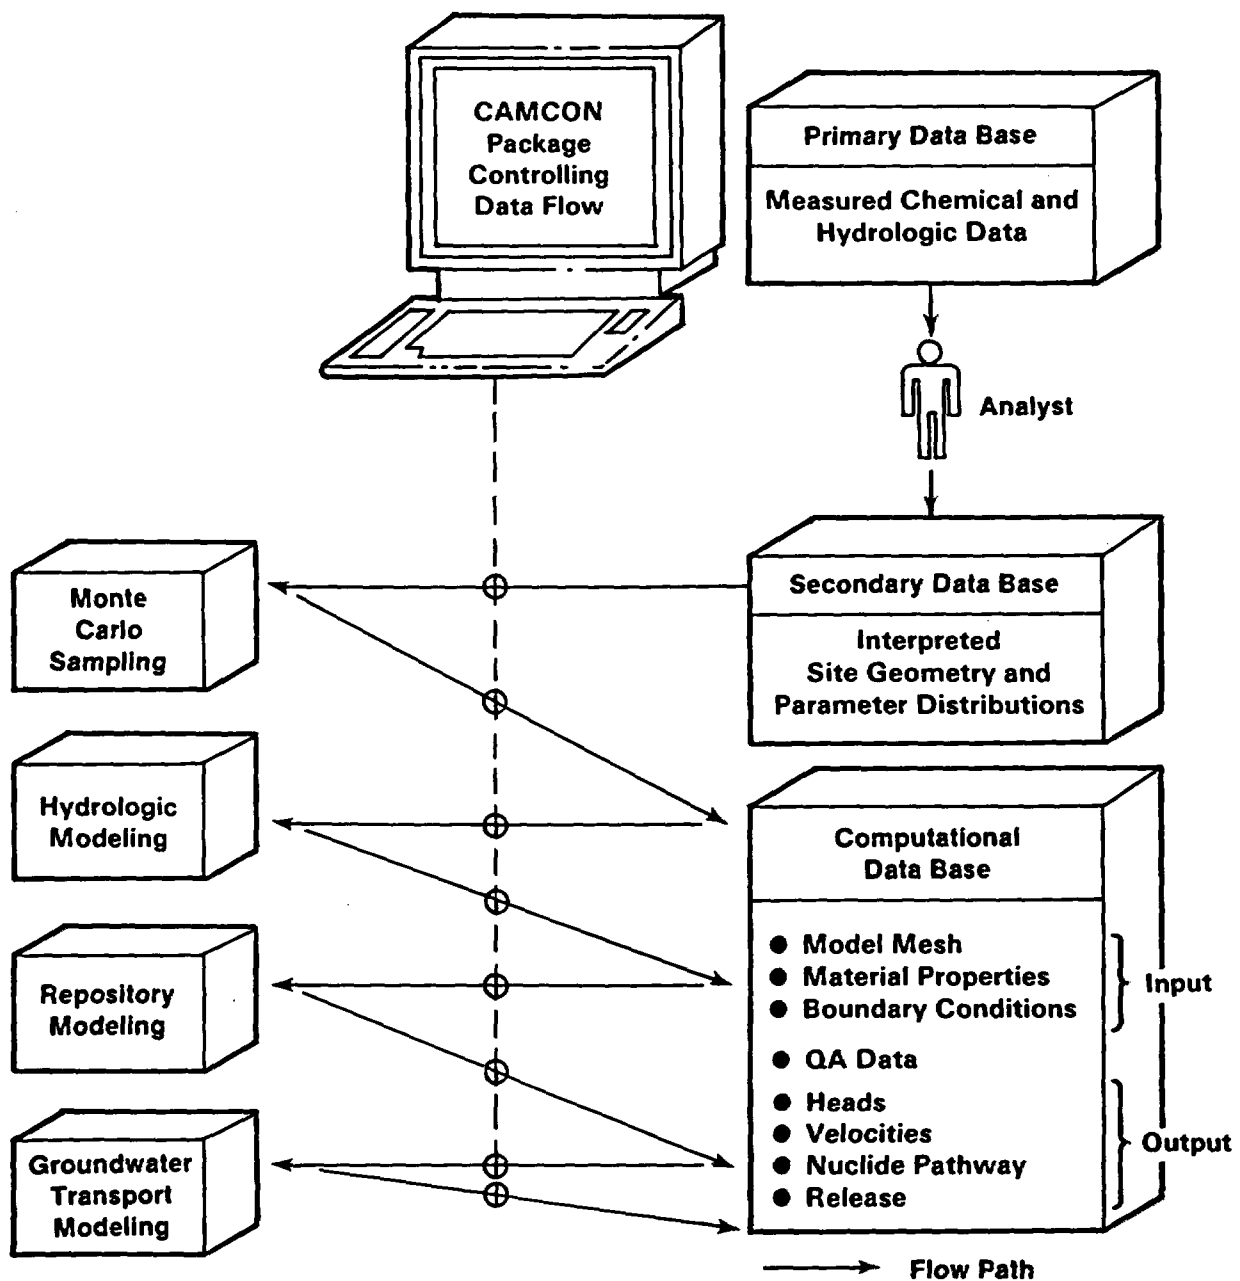 CAMCON
Package
Controlling
Data Flow
Primary Data Base
Measured Chemical and
Hydrologic Data
Analyst
Secondary Data Base
Interpreted
Site Geometry and
Parameter Distributions
Monte
Carlo
Sampling
Hydrologic
Modeling
Repository
Modeling
Groundwater
Transport
Modeling
Computational
Data Base
● Model Mesh
● Material Properties
● Boundary Conditions
Input
● QA Data
● Heads
● Velocities
● Nuclide Pathway
● Release
Output
Flow Path